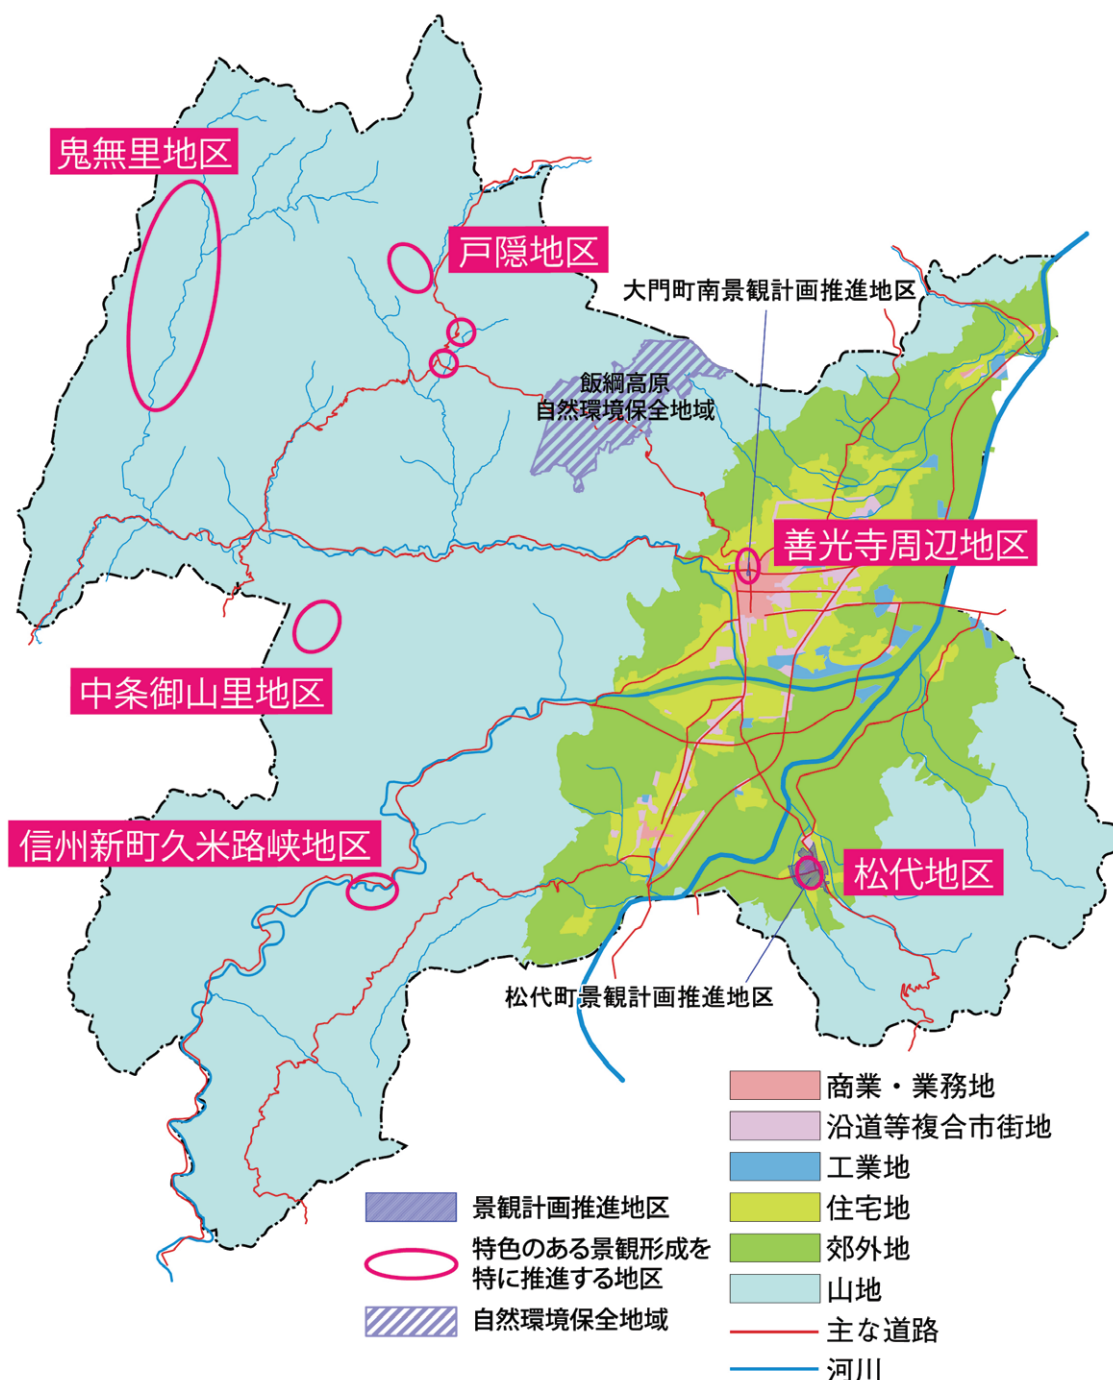 鬼無里地区
戸隠地区
大門町南景観計画推進地区
飯綱高原
自然環境保全地域
善光寺周辺地区
中条御山里地区
信州新町久米路峡地区
松代地区
松代町景観計画推進地区
景観計画推進地区
特色のある景観形成を
特に推進する地区
自然環境保全地域
商業・業務地
沿道等複合市街地
工業地
住宅地
郊外地
山地
主な道路
河川